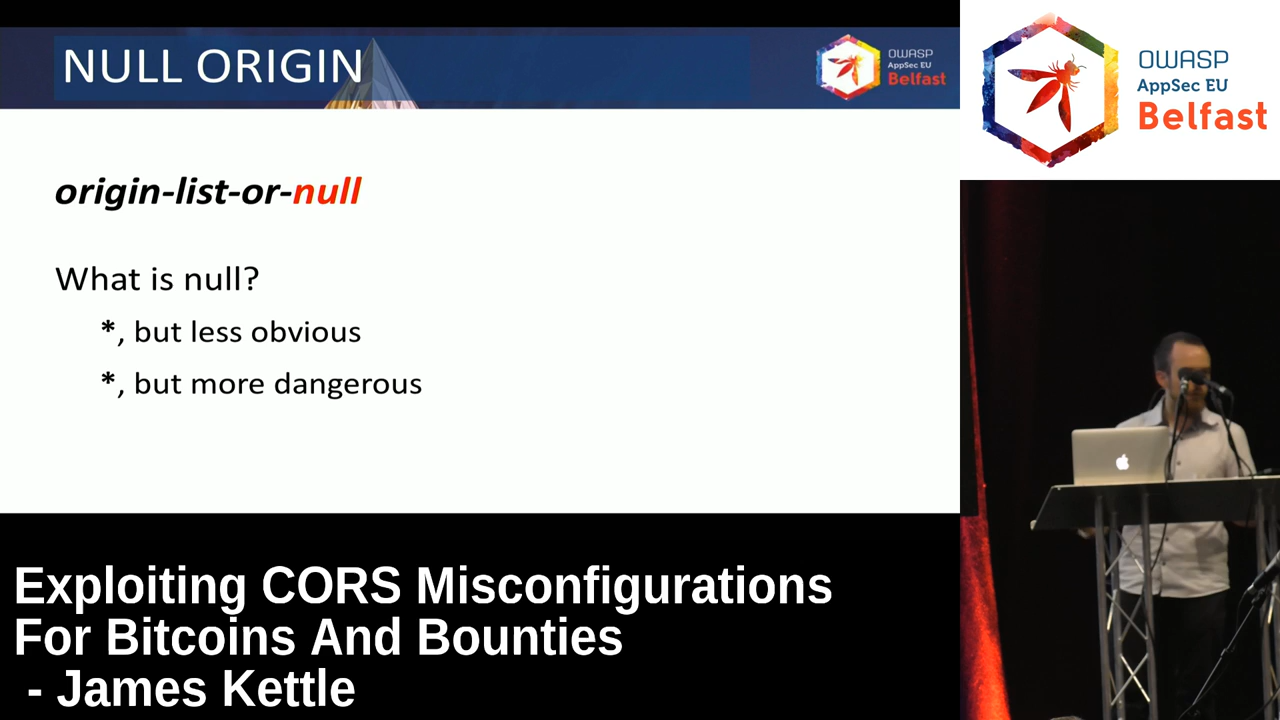 NULL ORIGIN
OWASP
AppSec EU
Belfast
origin-list-or-null
What is null?
*, but less obvious
*, but more dangerous
OWASP
AppSec EU
Belfast
Exploiting CORS Misconfigurations
For Bitcoins And Bounties
- James Kettle